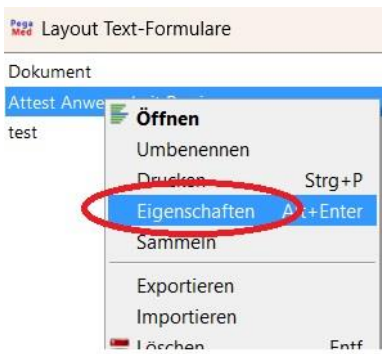 Pega
Med Layout Text-Formulare
Dokument
Attest Anwe
test
Öffnen
Umbenennen
Drucken Strg+P
Eigenschaften Alt+Enter
Sammeln
Exportieren
Importieren
Löschen Entf